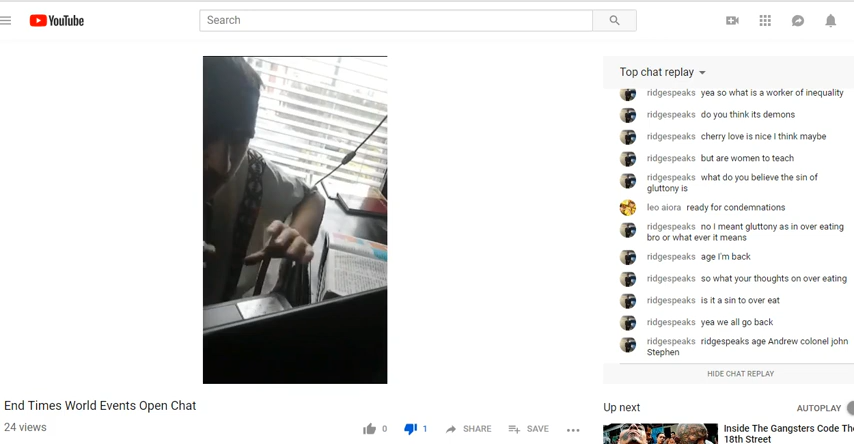 YouTube
Search
Top chat replay
ridgespeaks yea so what is a worker of inequality
ridgespeaks do you think its demons
ridgespeaks cherry love is nice I think maybe
ridgespeaks but are women to teach
ridgespeaks what do you believe the sin of
gluttony is
leo aiora ready for condemnations
ridgespeaks no I meant gluttony as in over eating
bro or what ever it means
ridgespeaks age I'm back
ridgespeaks so what your thoughts on over eating
ridgespeaks is it a sin to over eat
ridgespeaks yea we all go back
ridgespeaks ridgespeaks age Andrew colonel john
Stephen
HIDE CHAT REPLAY
End Times World Events Open Chat
24 views
0 1 SHARE SAVE
Up next AUTOPLAY
Inside The Gangsters Code The
18th Street